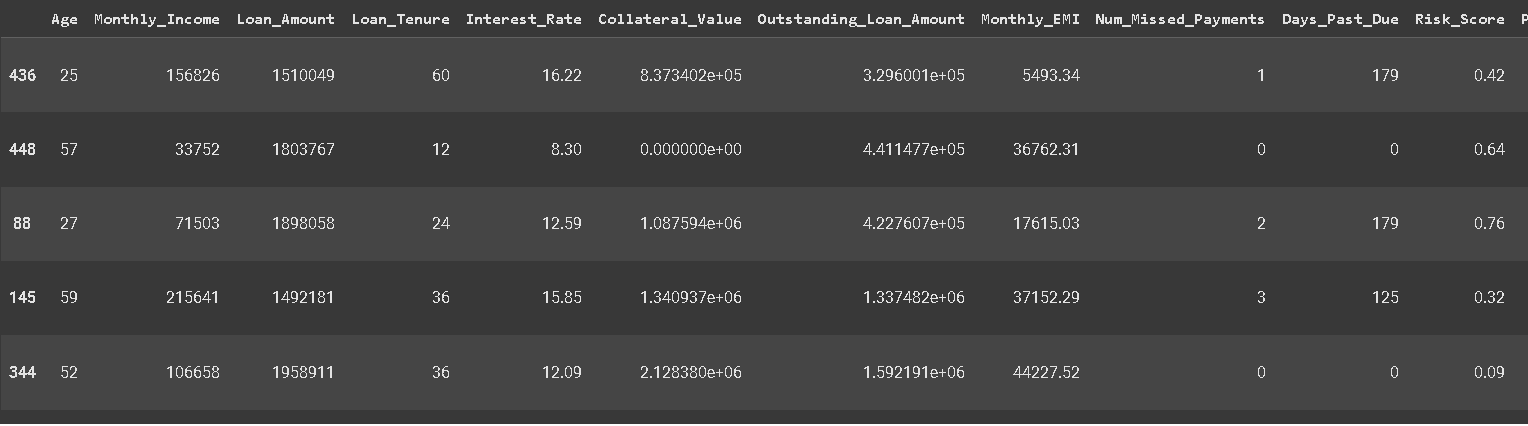 Age Monthly_Income Loan_Amount Loan_Tenure Interest_Rate Collateral_Value Outstanding_Loan_Amount Monthly_EMI Num_Missed_Payments Days_Past_Due Risk_Score
436 25 156826 1510049 60 16.22 8.373402e+05 3.296001e+05 5493.34 1 179 0.42
448 57 33752 1803767 12 8.30 0.000000e+00 4.411477e+05 36762.31 0 0 0.64
88 27 71503 1898058 24 12.59 1.087594e+06 4.227607e+05 17615.03 2 179 0.76
145 59 215641 1492181 36 15.85 1.340937e+06 1.337482e+06 37152.29 3 125 0.32
344 52 106658 1958911 36 12.09 2.128380e+06 1.592191e+06 44227.52 0 0 0.09